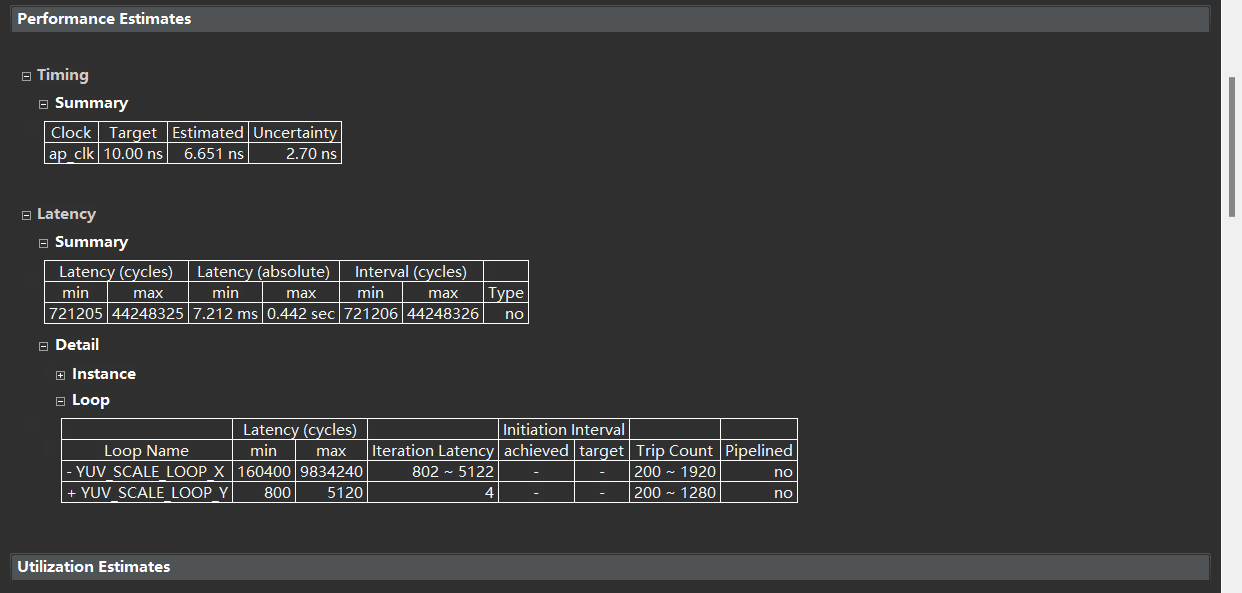 Performance Estimates
Timing
Summary
Clock Target Estimated Uncertainty
ap_clk 10.00 ns 6.651 ns 2.70 ns
Latency
Summary
Latency (cycles) Latency (absolute) Interval (cycles)
min max min max min max Type
721205 44248325 7.212 ms 0.442 sec 721206 44248326 no
Detail
Instance
Loop
Latency (cycles) Initiation Interval
Loop Name min max Iteration Latency achieved target Trip Count Pipelined
- YUV_SCALE_LOOP_X 160400 9834240 802 ~ 5122 - - 200 ~ 1920 no
+ YUV_SCALE_LOOP_Y 800 5120 4 - - 200 ~ 1280 no
Utilization Estimates